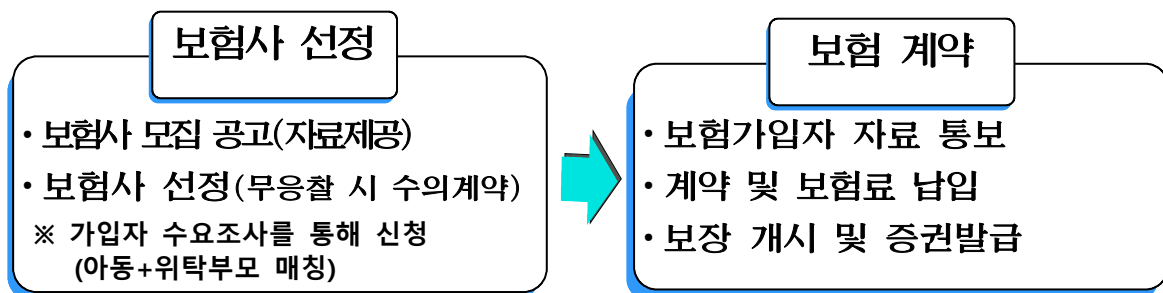 보험사 선정
· 보험사 모집 공고(자료제공)
· 보험사 선정(무응찰 시 수의계약)
※ 가입자 수요조사를 통해 신청
(아동+위탁부모 매칭)
보험 계약
· 보험가입자 자료 통보
· 계약 및 보험료 납입
· 보장 개시 및 증권발급